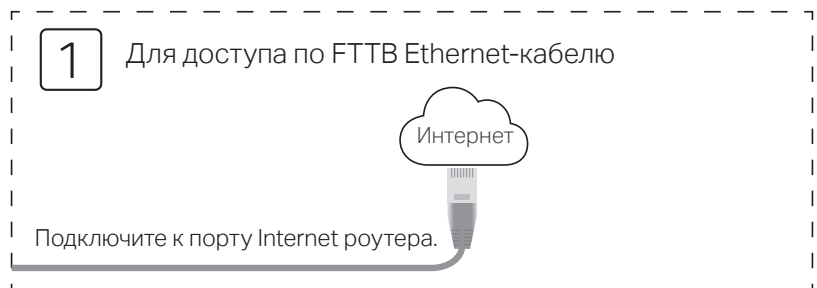 1
Для доступа по FTTB Ethernet-кабелю
Интернет
Подключите к порту Internet роутера.